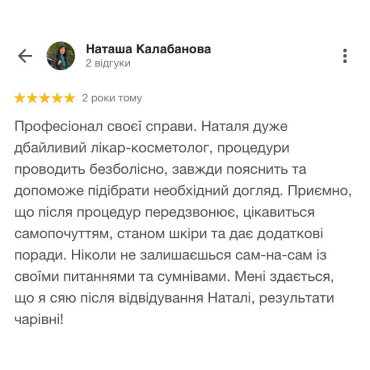 Наташа Калабанова
2 відгуки
2 роки тому
Професіонал своєї справи. Наталя дуже
дбайливий лікар-косметолог, процедури
проводить безболісно, завжди пояснить та
допоможе підібрати необхідний догляд. Приємно,
що після процедур передзвонює, цікавиться
самопочуттям, станом шкіри та дає додаткові
поради. Ніколи не залишаєшься сам-на-сам із
своїми питаннями та сумнівами. Мені здається,
що я сяю після відвідування Наталі, результати
чарівні!